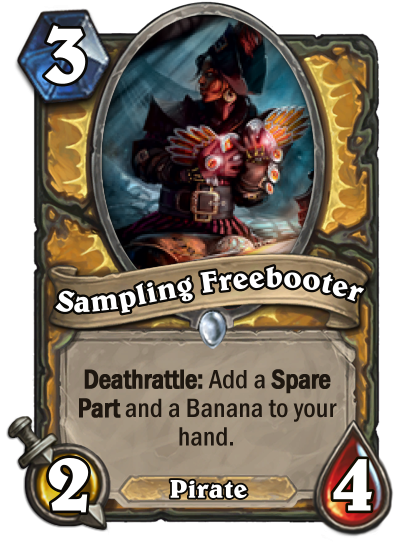 3
Sampling Freebooter
Deathrattle: Add a Spare
Part and a Banana to your
hand.
2
Pirate
4